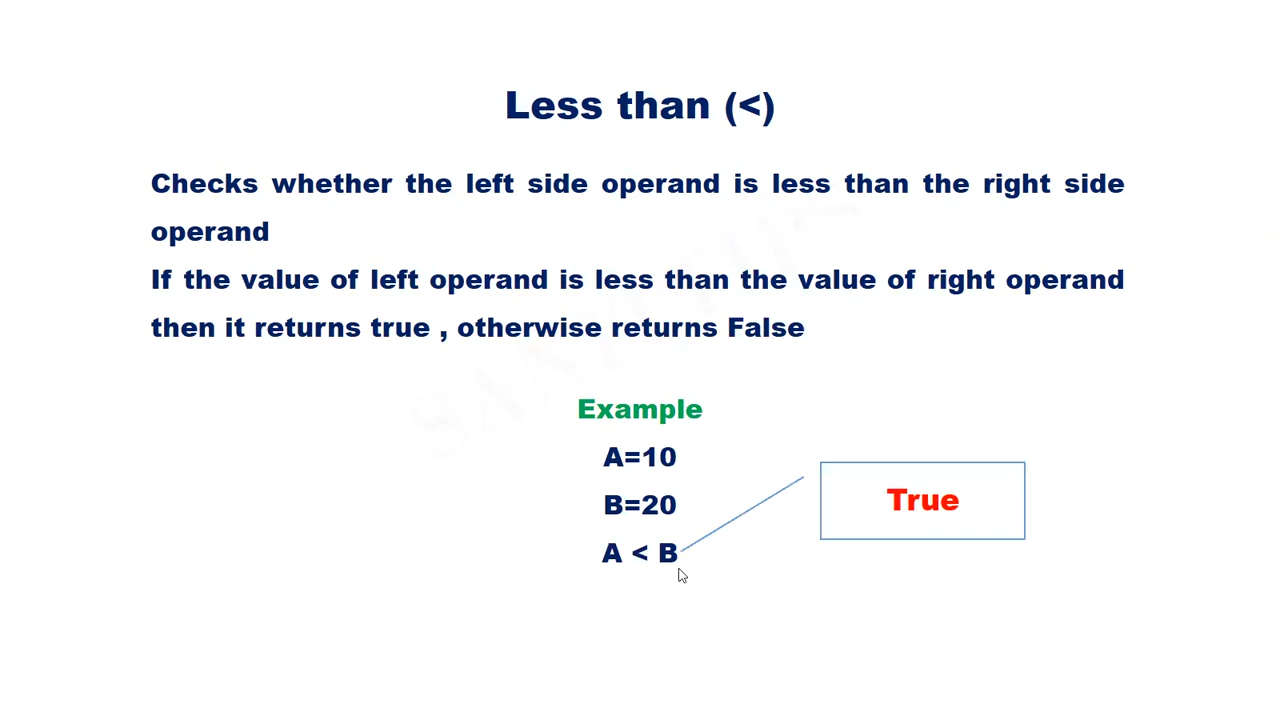 Less than (<)
Checks whether the left side operand is less than the right side
operand
If the value of left operand is less than the value of right operand
then it returns true , otherwise returns False
Example
A=10
B=20
True
A < B